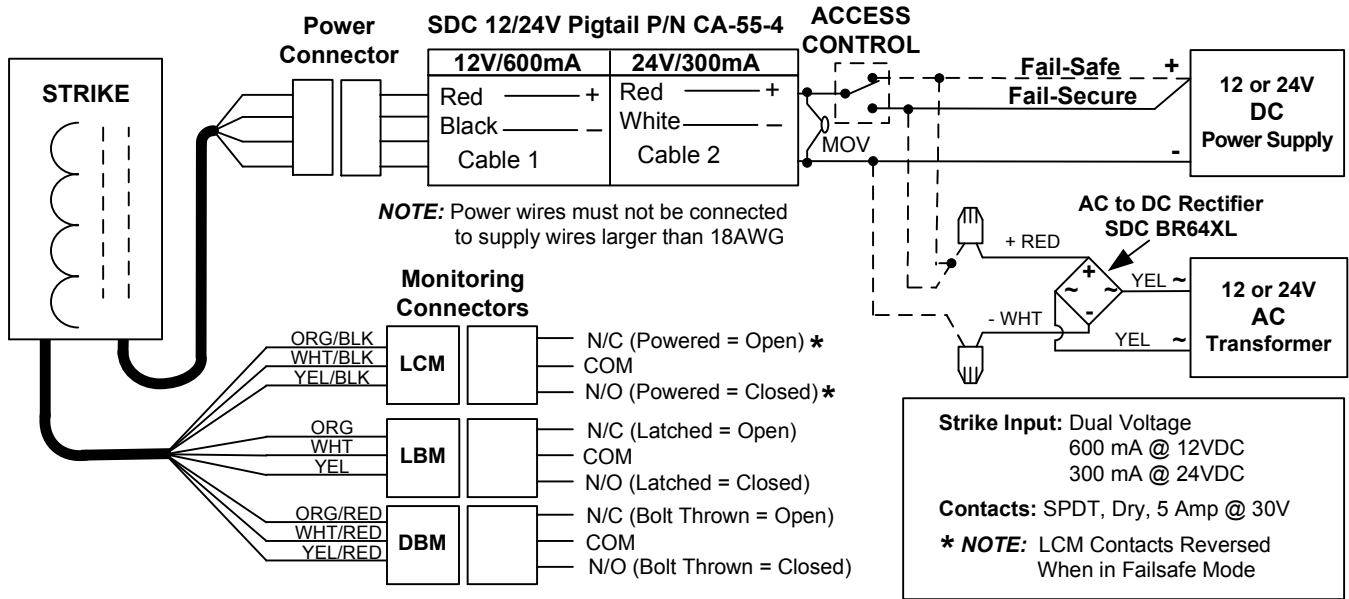 Power
Connector
SDC 12/24V Pigtail P/N CA-55-4
ACCESS
CONTROL
STRIKE
12V/600mA
24V/300mA
Red +
Black –
Cable 1
Red +
White –
Cable 2
MOV
Fail-Safe +
Fail-Secure
-
12 or 24V
DC
Power Supply
NOTE: Power wires must not be connected
to supply wires larger than 18AWG
AC to DC Rectifier
SDC BR64XL
+ RED
- WHT
+
~ ~
-
YEL ~
YEL ~
12 or 24V
AC
Transformer
Monitoring
Connectors
ORG/BLK
WHT/BLK
YEL/BLK
LCM
N/C (Powered = Open) *
COM
N/O (Powered = Closed) *
ORG
WHT
YEL
LBM
N/C (Latched = Open)
COM
N/O (Latched = Closed)
ORG/RED
WHT/RED
YEL/RED
DBM
N/C (Bolt Thrown = Open)
COM
N/O (Bolt Thrown = Closed)
Strike Input: Dual Voltage
600 mA @ 12VDC
300 mA @ 24VDC
Contacts: SPDT, Dry, 5 Amp @ 30V
* NOTE: LCM Contacts Reversed
When in Failsafe Mode